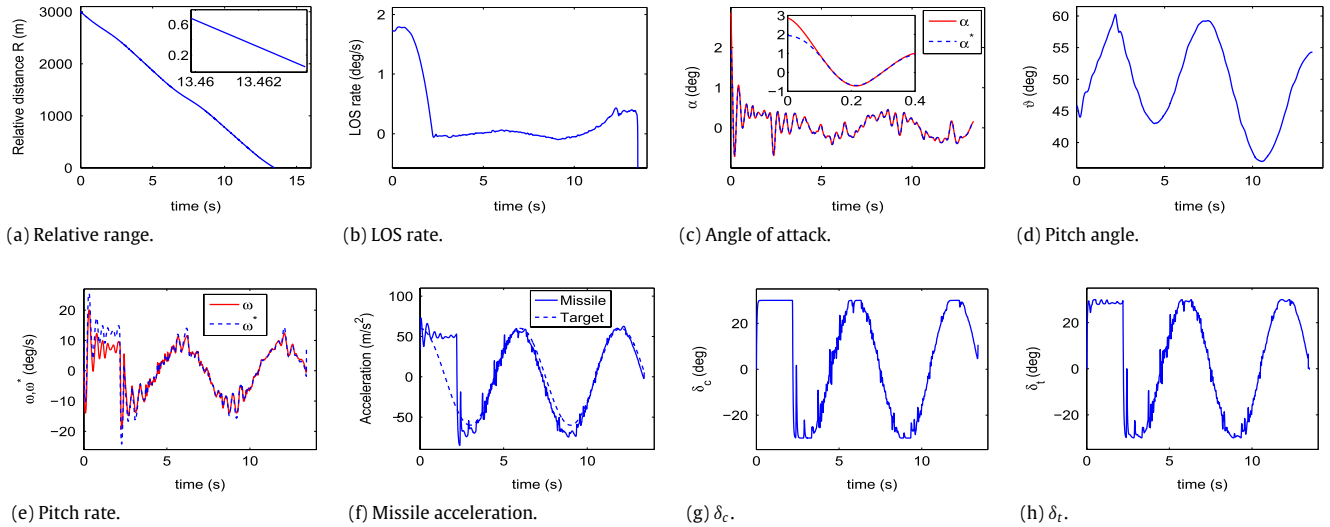 3000
2000
1000
0
Relative distance R (m)
0.6
0.2
13.46 13.462
0 5 10 15
time (s)
(a) Relative range.
2
1
0
LOS rate (deg/s)
0 5 10
time (s)
(b) LOS rate.
2
1
0
α (deg)
3
2
1
0
−1
0 0.2 0.4
α
α*
0 5 10
time (s)
(c) Angle of attack.
60
55
50
45
40
ϑ (deg)
0 5 10
time (s)
(d) Pitch angle.
20
10
0
−10
−20
ω,ω* (deg/s)
ω
ω*
0 5 10
time (s)
(e) Pitch rate.
100
50
0
−50
Acceleration (m/s²)
Missile
Target
0 5 10
time (s)
(f) Missile acceleration.
20
0
−20
δc (deg)
0 5 10
time (s)
(g) δc.
20
0
−20
δt (deg)
0 5 10
time (s)
(h) δt.